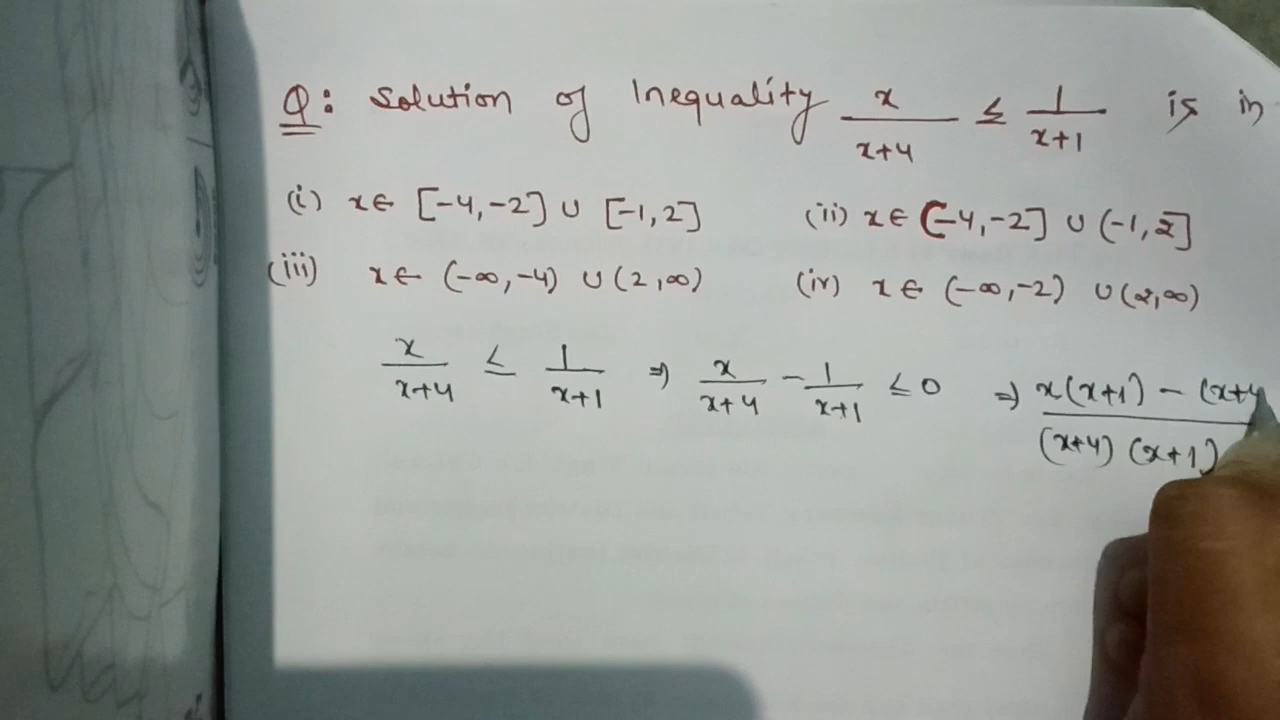 Q: Solution of Inequality x/(x+4) ≤ 1/(x+1) is in
(i) x ∈ [-4, -2] ∪ [-1, 2] (ii) x ∈ (-4, -2] ∪ (-1, 2]
(iii) x ∈ (-∞, -4) ∪ (2, ∞) (iv) x ∈ (-∞, -2) ∪ (2, ∞)
x/(x+4) ≤ 1/(x+1) ⇒ x/(x+4) - 1/(x+1) ≤ 0 ⇒ x(x+1) - (x+4 / (x+4)(x+1)